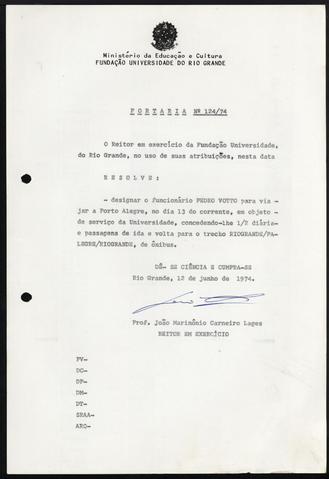 Ministério da Educação e Cultura
FUNDAÇÃO UNIVERSIDADE DO RIO GRANDE
PORTARIA Nº 124/74
O Reitor em exercício da Fundação Universidade,
do Rio Grande, no uso de suas atribuições, nesta data
RESOLVE:
- designar o funcionário PEDRO VOTTO para via-
jar a Porto Alegre, no dia 13 do corrente, em objeto -
de serviço da Universidade, concedendo-lhe 1/2 diária-
e passagens de ida e volta para o trecho RIOGRANDE/PA-
LEGRE/RIOGRANDE, de ônibus.
DÊ- SE CIÊNCIA E CUMPRA-SE
Rio Grande, 12 de junho de 1974.
Prof. João Marimônio Carneiro Lages
REITOR EM EXERCÍCIO
PV-
DC-
DP-
DM-
DT-
SRAA-
ARQ-